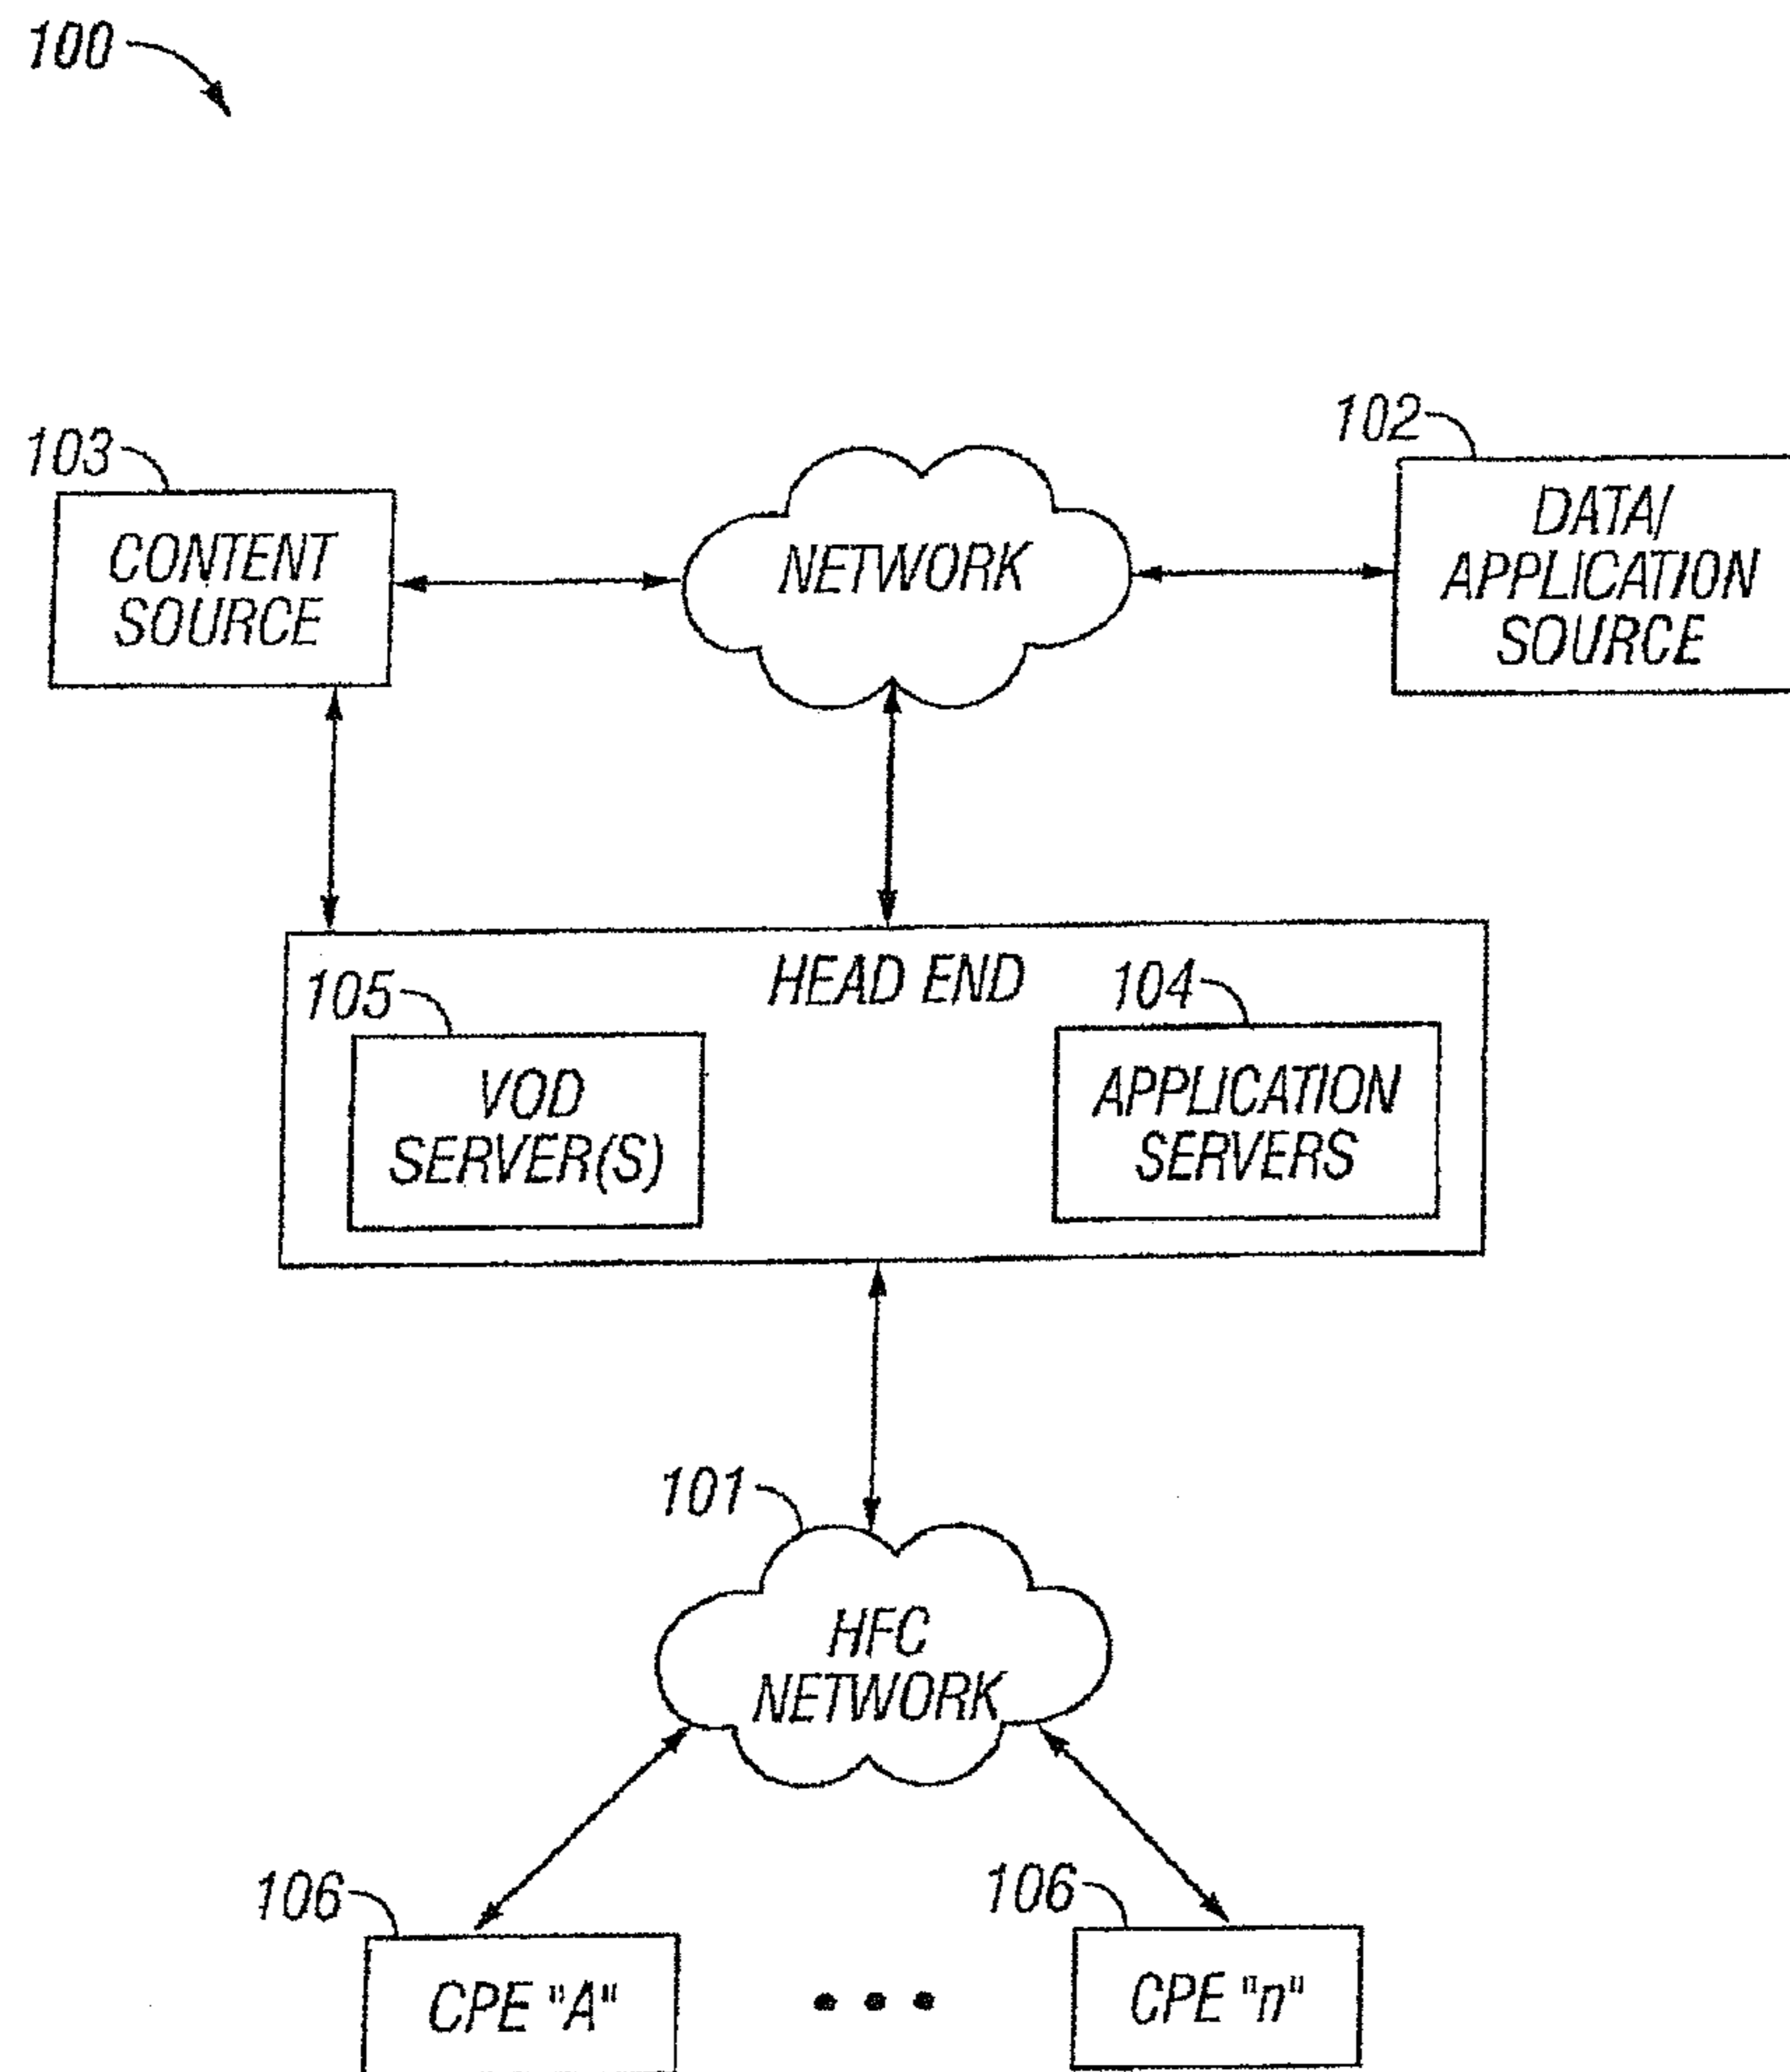 100
103
102
CONTENT
SOURCE
NETWORK
DATA/
APPLICATION
SOURCE
HEAD END
105
104
VOD
SERVER(S)
APPLICATION
SERVERS
101
HFC
NETWORK
106
106
CPE "A"
• • •
CPE "n"